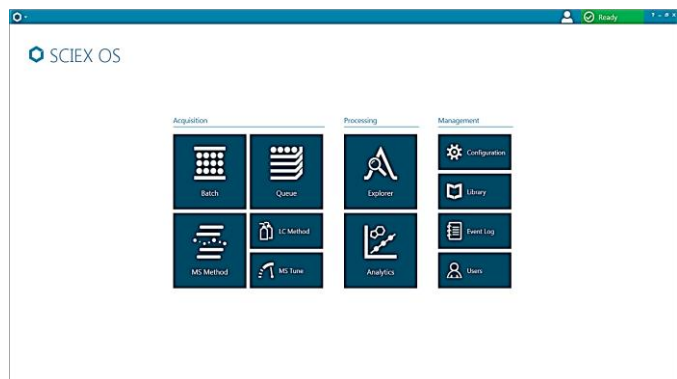 Ready
SCIEX OS
Acquisition
Processing
Management
Batch
Queue
Explorer
Configuration
Library
MS Method
LC Method
MS Tune
Analytics
Event Log
Users